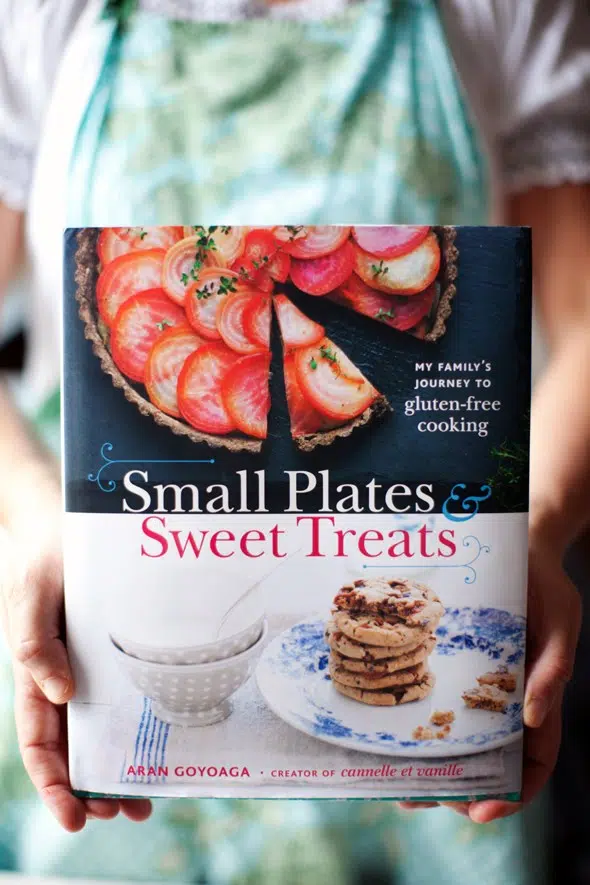 MY FAMILY'S
JOURNEY TO
gluten-free
cooking
Small Plates &
Sweet Treats
ARAN GOYOAGA • CREATOR OF cannelle et vanille